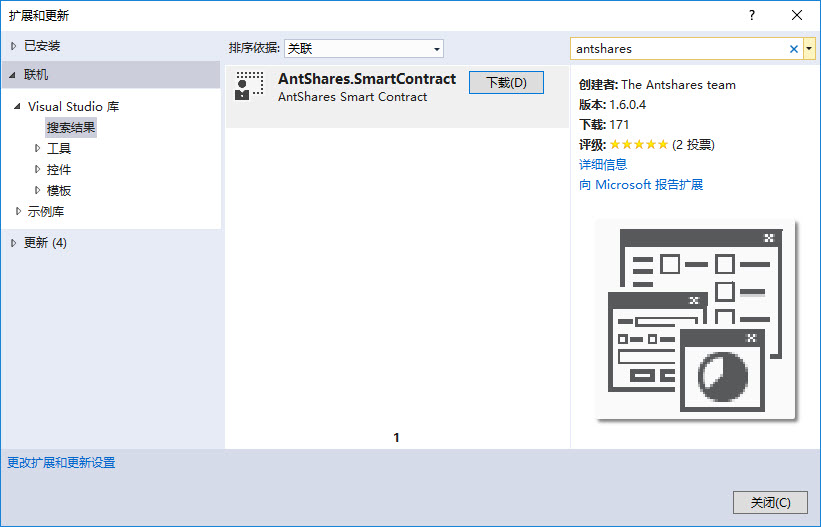 扩展和更新
?
已安装
联机
Visual Studio 库
搜索结果
工具
控件
模板
示例库
更新 (4)
排序依据: 关联
AntShares.SmartContract
AntShares Smart Contract
下载(D)
1
antshares
创建者: The Antshares team
版本: 1.6.0.4
下载: 171
评级: ★★★★★ (2 投票)
详细信息
向 Microsoft 报告扩展
更改扩展和更新设置
关闭(C)